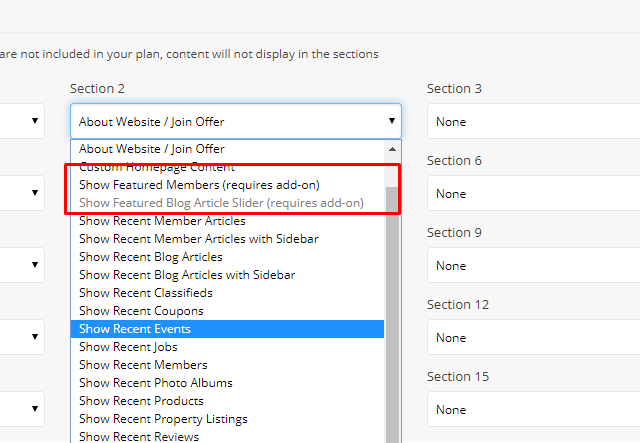 are not included in your plan, content will not display in the sections
Section 2
Section 3
About Website / Join Offer
None
About Website / Join Offer
Custom Homepage Content
Section 6
Show Featured Members (requires add-on)
None
Show Featured Blog Article Slider (requires add-on)
Show Recent Member Articles
Section 9
Show Recent Member Articles with Sidebar
Show Recent Blog Articles
None
Show Recent Blog Articles with Sidebar
Show Recent Classifieds
Section 12
Show Recent Coupons
Show Recent Events
None
Show Recent Jobs
Show Recent Members
Section 15
Show Recent Photo Albums
Show Recent Products
None
Show Recent Property Listings
Show Recent Reviews